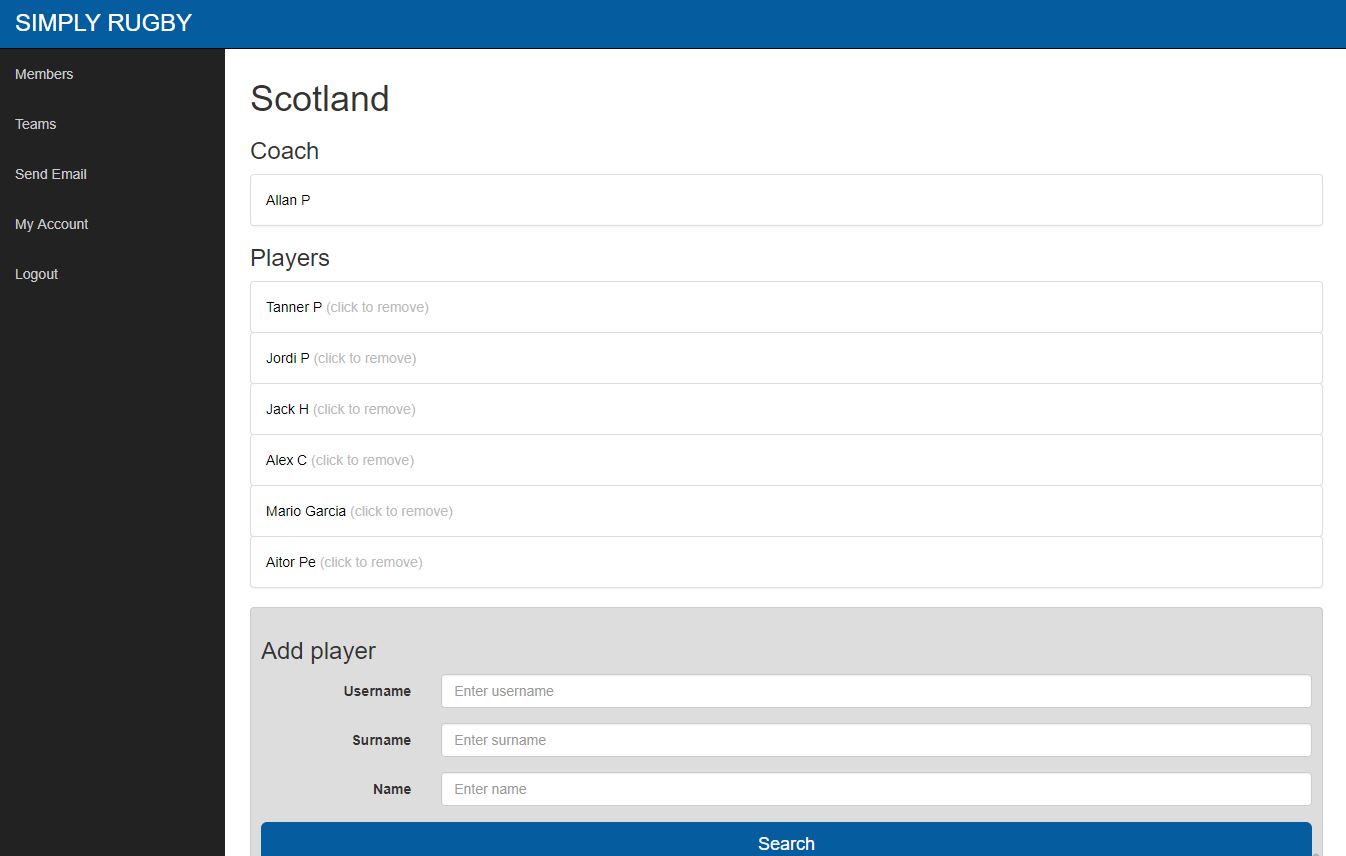 SIMPLY RUGBY
Members
Teams
Send Email
My Account
Logout
Scotland
Coach
Allan P
Players
Tanner P (click to remove)
Jordi P (click to remove)
Jack H (click to remove)
Alex C (click to remove)
Mario Garcia (click to remove)
Aitor Pe (click to remove)
Add player
Username Enter username
Surname Enter surname
Name Enter name
Search